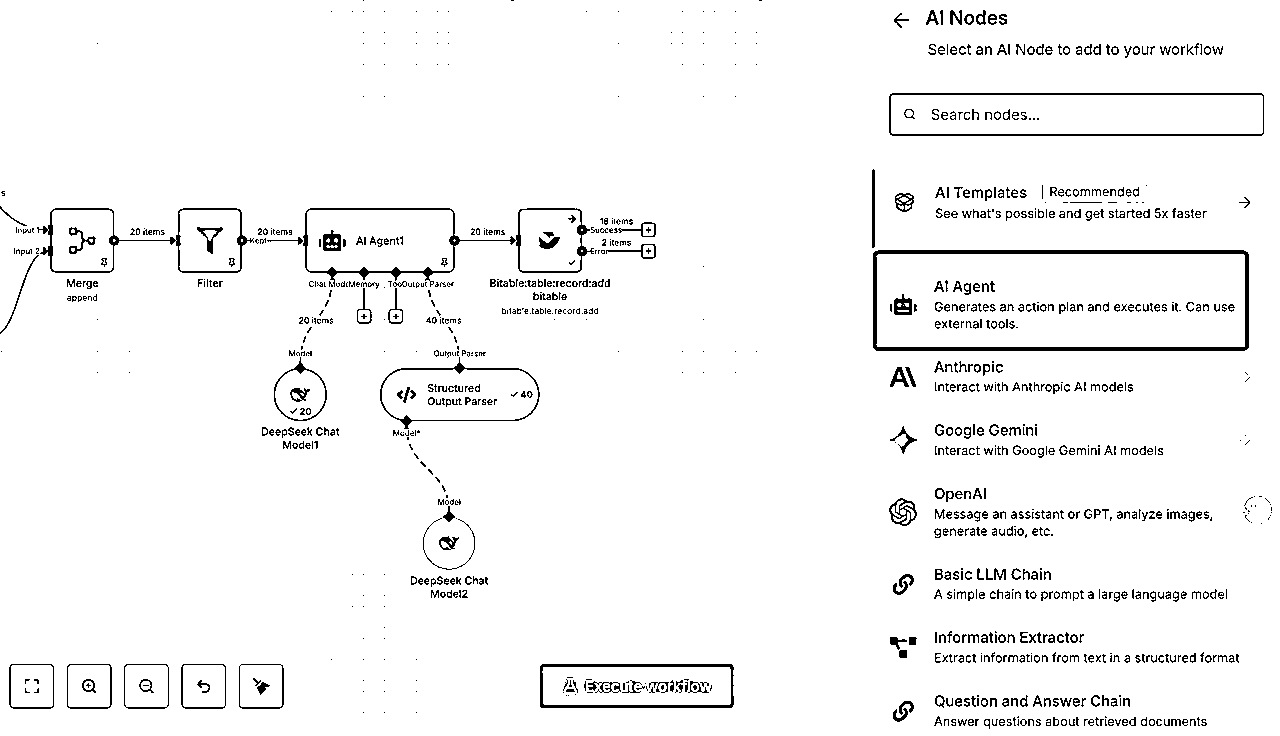 s
Input 1
Input 2
Merge
append
20 items
Filter
Kept
20 items
AI Agent1
Chat Mod
Memory
Too
Output Parser
20 items
18 items
Success
2 items
Error
Bitable:table:record:add
bitable
bitable.table.record.add
20 items
40 items
Model
Output Parser
20
DeepSeek Chat
Model1
Structured
Output Parser
40
Model*
Model
DeepSeek Chat
Model2
Execute workflow
AI Nodes
Select an AI Node to add to your workflow
Search nodes...
AI Templates
Recommended
See what's possible and get started 5x faster
AI Agent
Generates an action plan and executes it. Can use
external tools.
Anthropic
Interact with Anthropic AI models
Google Gemini
Interact with Google Gemini AI models
OpenAI
Message an assistant or GPT, analyze images,
generate audio, etc.
Basic LLM Chain
A simple chain to prompt a large language model
Information Extractor
Extract information from text in a structured format
Question and Answer Chain
Answer questions about retrieved documents